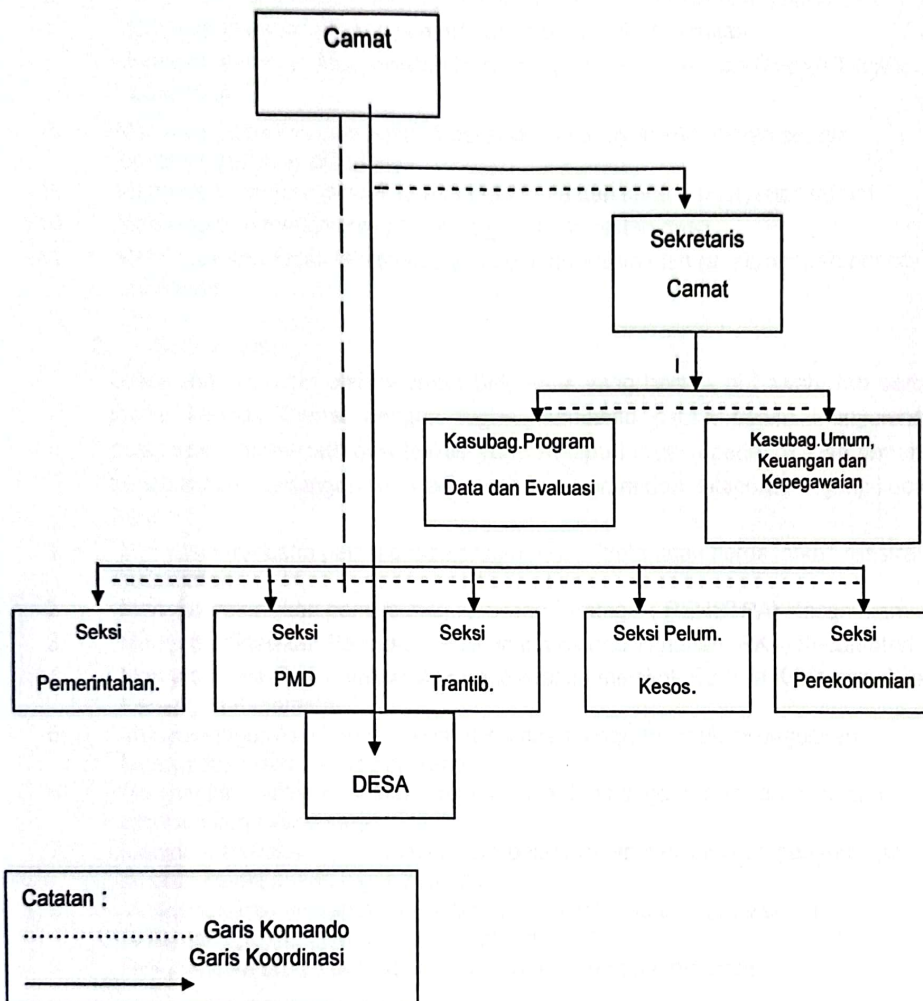 Camat
Sekretaris
Camat
Kasubag.Program
Data dan Evaluasi
Kasubag.Umum,
Keuangan dan
Kepegawaian
Seksi
Pemerintahan.
Seksi
PMD
Seksi
Trantib.
Seksi Pelum.
Kesos.
Seksi
Perekonomian
DESA
Catatan :
........................ Garis Komando
Garis Koordinasi